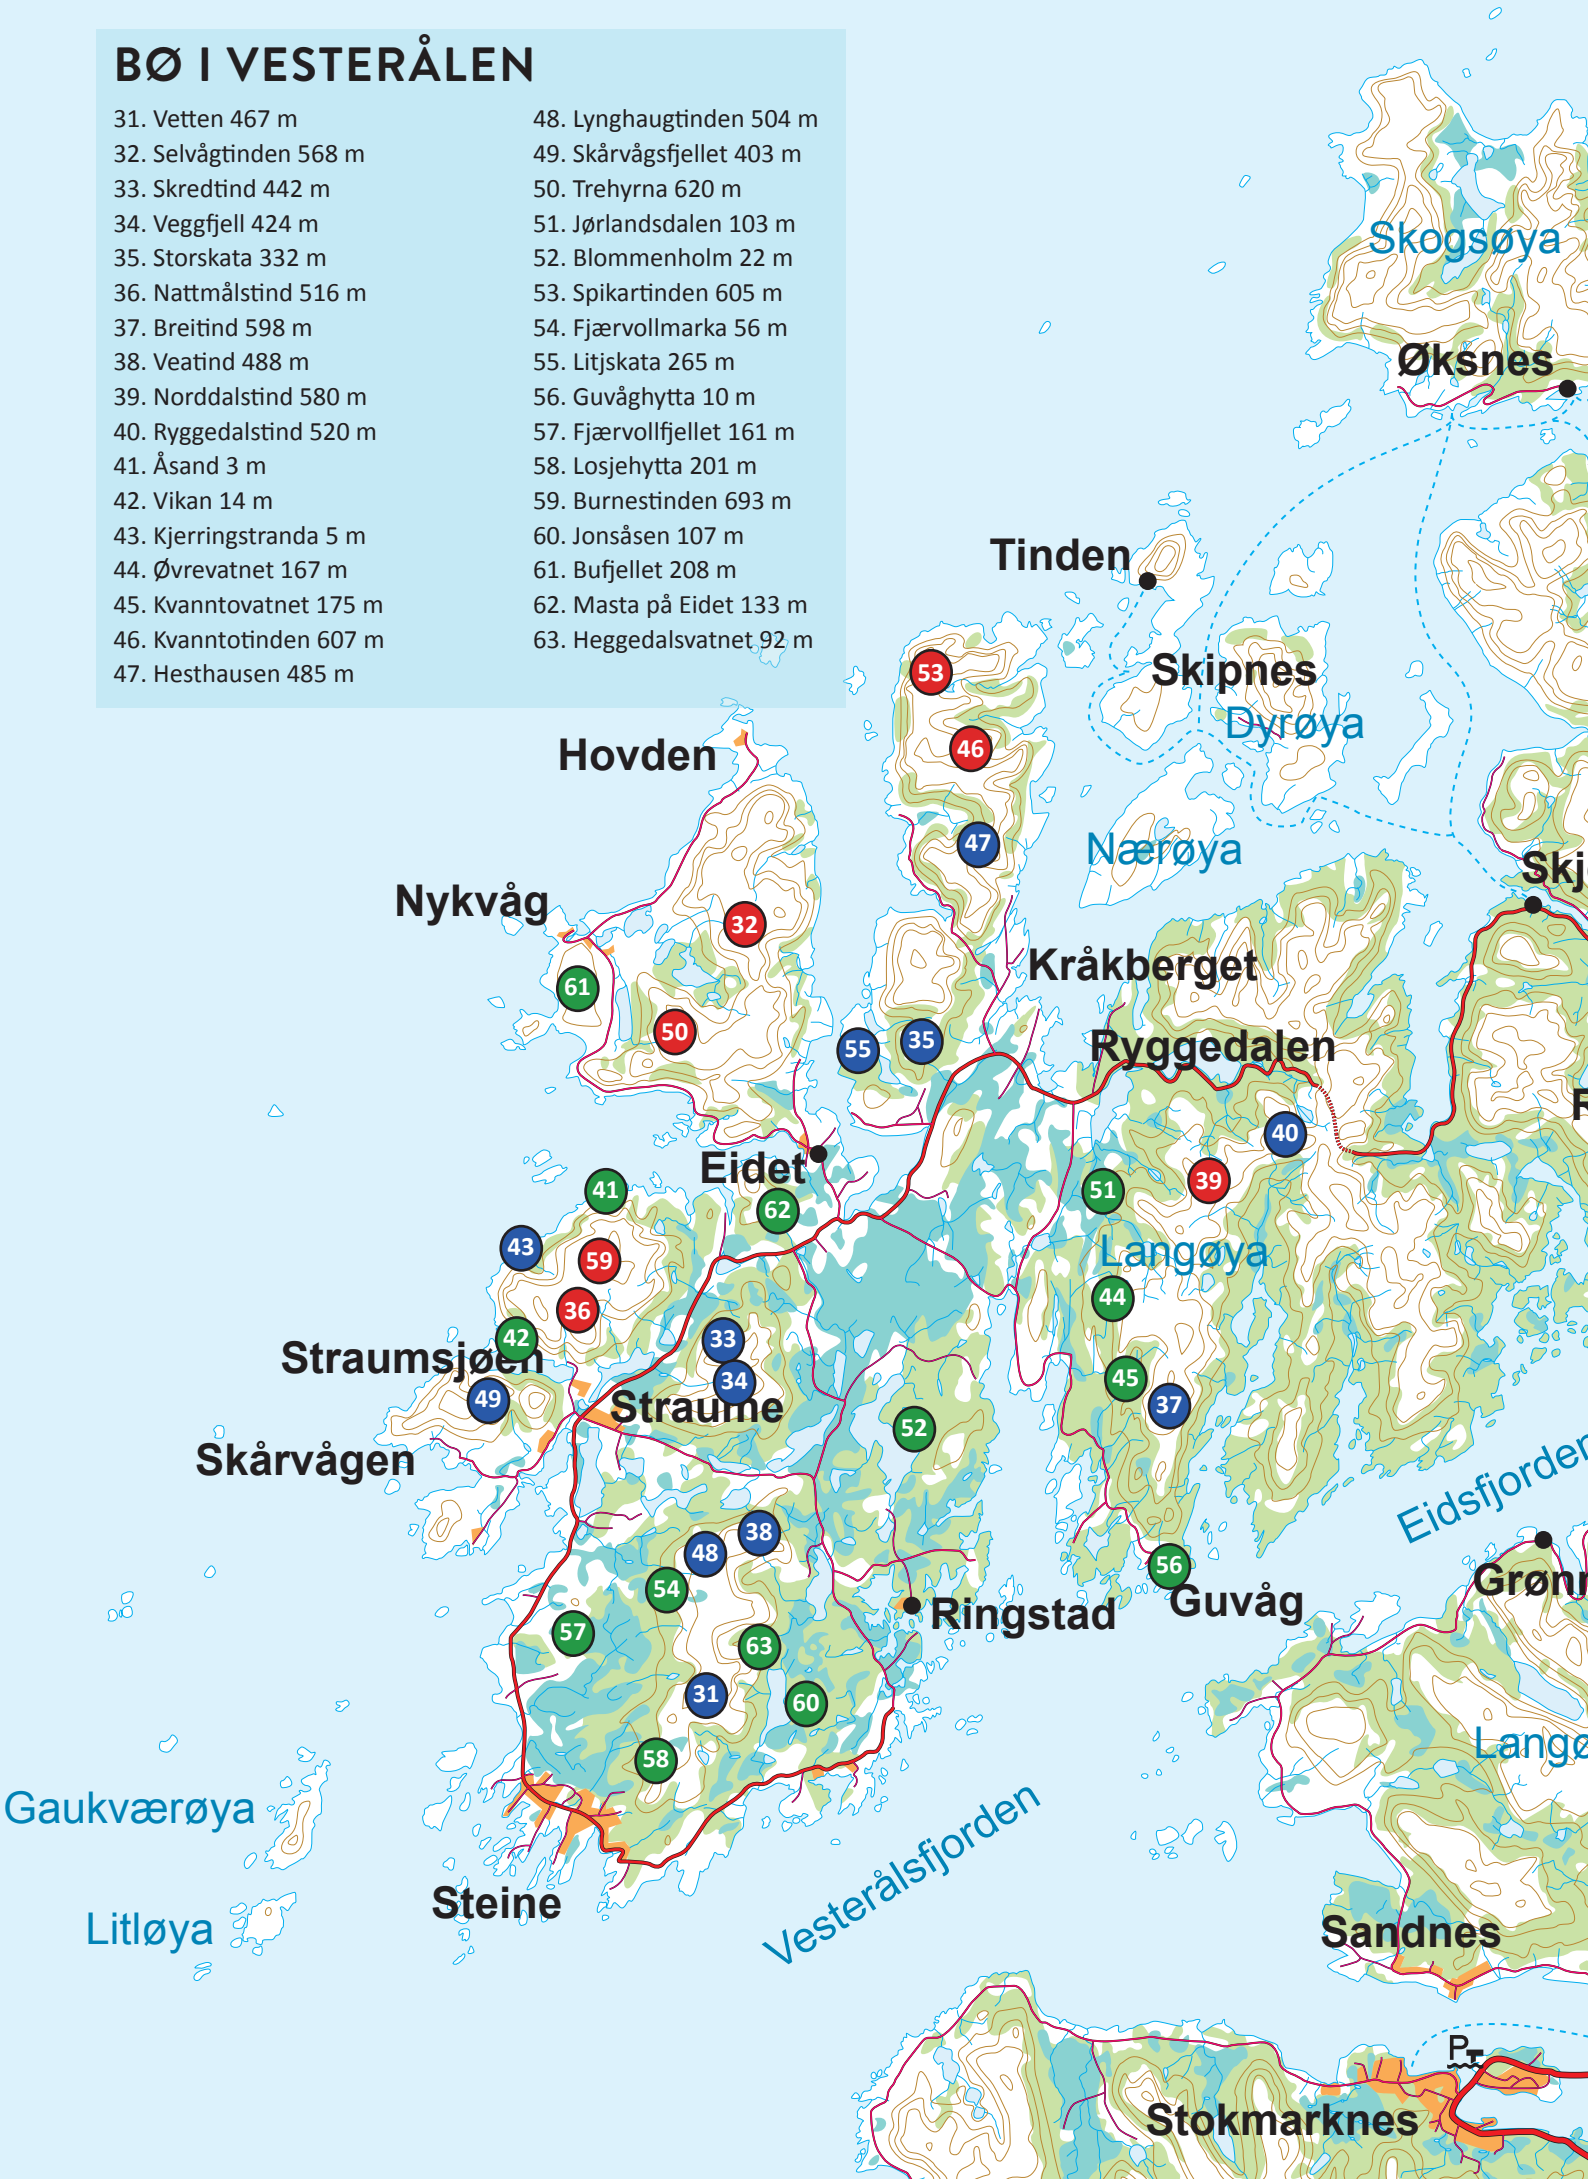 BØ I VESTERÅLEN
31. Vetten 467 m
32. Selvågtinden 568 m
33. Skredtind 442 m
34. Veggfjell 424 m
35. Storskata 332 m
36. Nattmålstind 516 m
37. Breitind 598 m
38. Veatind 488 m
39. Norddalstind 580 m
40. Ryggedalstind 520 m
41. Åsand 3 m
42. Vikan 14 m
43. Kjerringstranda 5 m
44. Øvrevatnet 167 m
45. Kvanntovatnet 175 m
46. Kvanntotinden 607 m
47. Hesthausen 485 m
48. Lynghaugtinden 504 m
49. Skårvågsfjellet 403 m
50. Trehyrna 620 m
51. Jørlandsdalen 103 m
52. Blommenholm 22 m
53. Spikartinden 605 m
54. Fjærvollmarka 56 m
55. Litjskata 265 m
56. Guvåghytta 10 m
57. Fjærvollfjellet 161 m
58. Losjehytta 201 m
59. Burnestinden 693 m
60. Jonsåsen 107 m
61. Bufjellet 208 m
62. Masta på Eidet 133 m
63. Heggedalsvatnet 92 m
Skogsøya
Øksnes
Tinden
Skipnes
53
Dyrøya
46
Hovden
47
Nærøya
Skj
Nykvåg
32
Kråkberget
61
50
35
55
Ryggedalen
R
40
Eidet
39
41
51
62
43
Langøya
59
44
36
42
33
Straumsjøen
45
34
49
37
Straume
52
Skårvågen
Eidsfjorden
38
48
56
54
Grønn
Guvåg
Ringstad
57
63
31
60
Langø
58
Gaukværøya
Vesterålsfjorden
Steine
Litløya
Sandnes
P
Stokmarknes